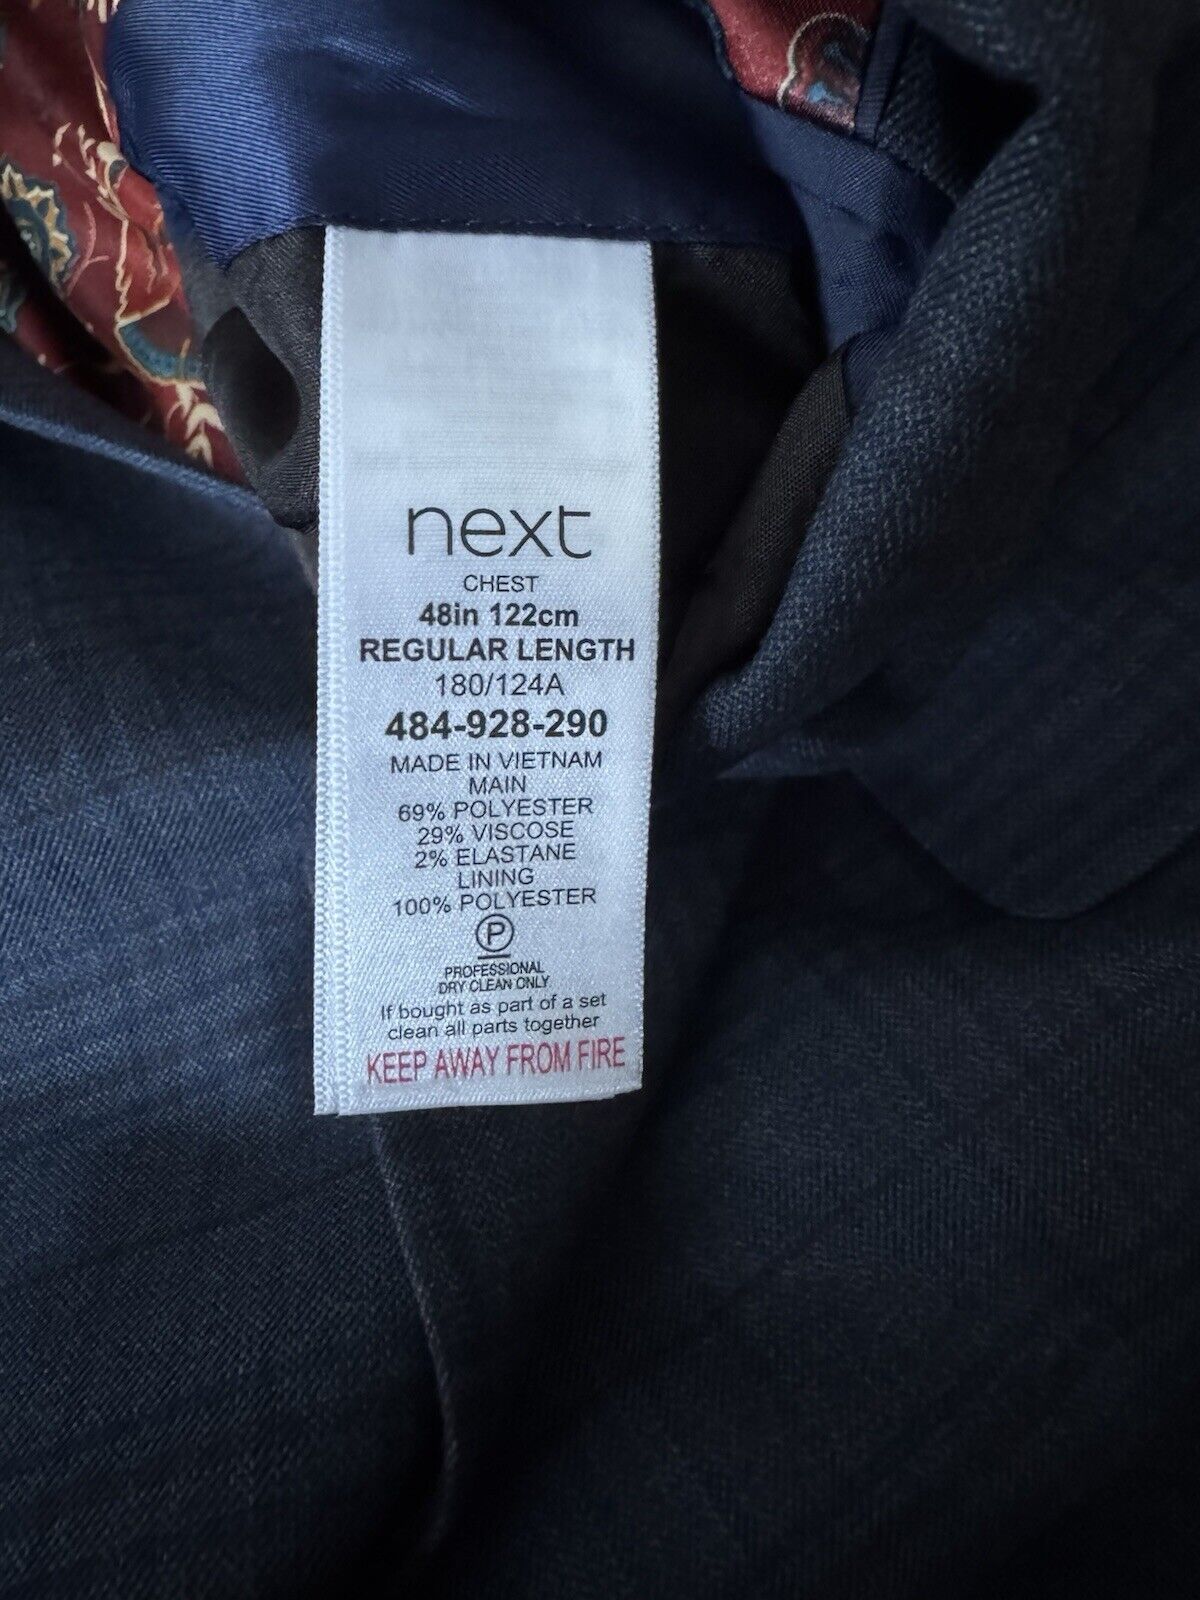 next
CHEST
48in 122cm
REGULAR LENGTH
180/124A
484-928-290
MADE IN VIETNAM
MAIN
69% POLYESTER
29% VISCOSE
2% ELASTANE
LINING
100% POLYESTER
P
PROFESSIONAL
DRY CLEAN ONLY
If bought as part of a set
clean all parts together
KEEP AWAY FROM FIRE